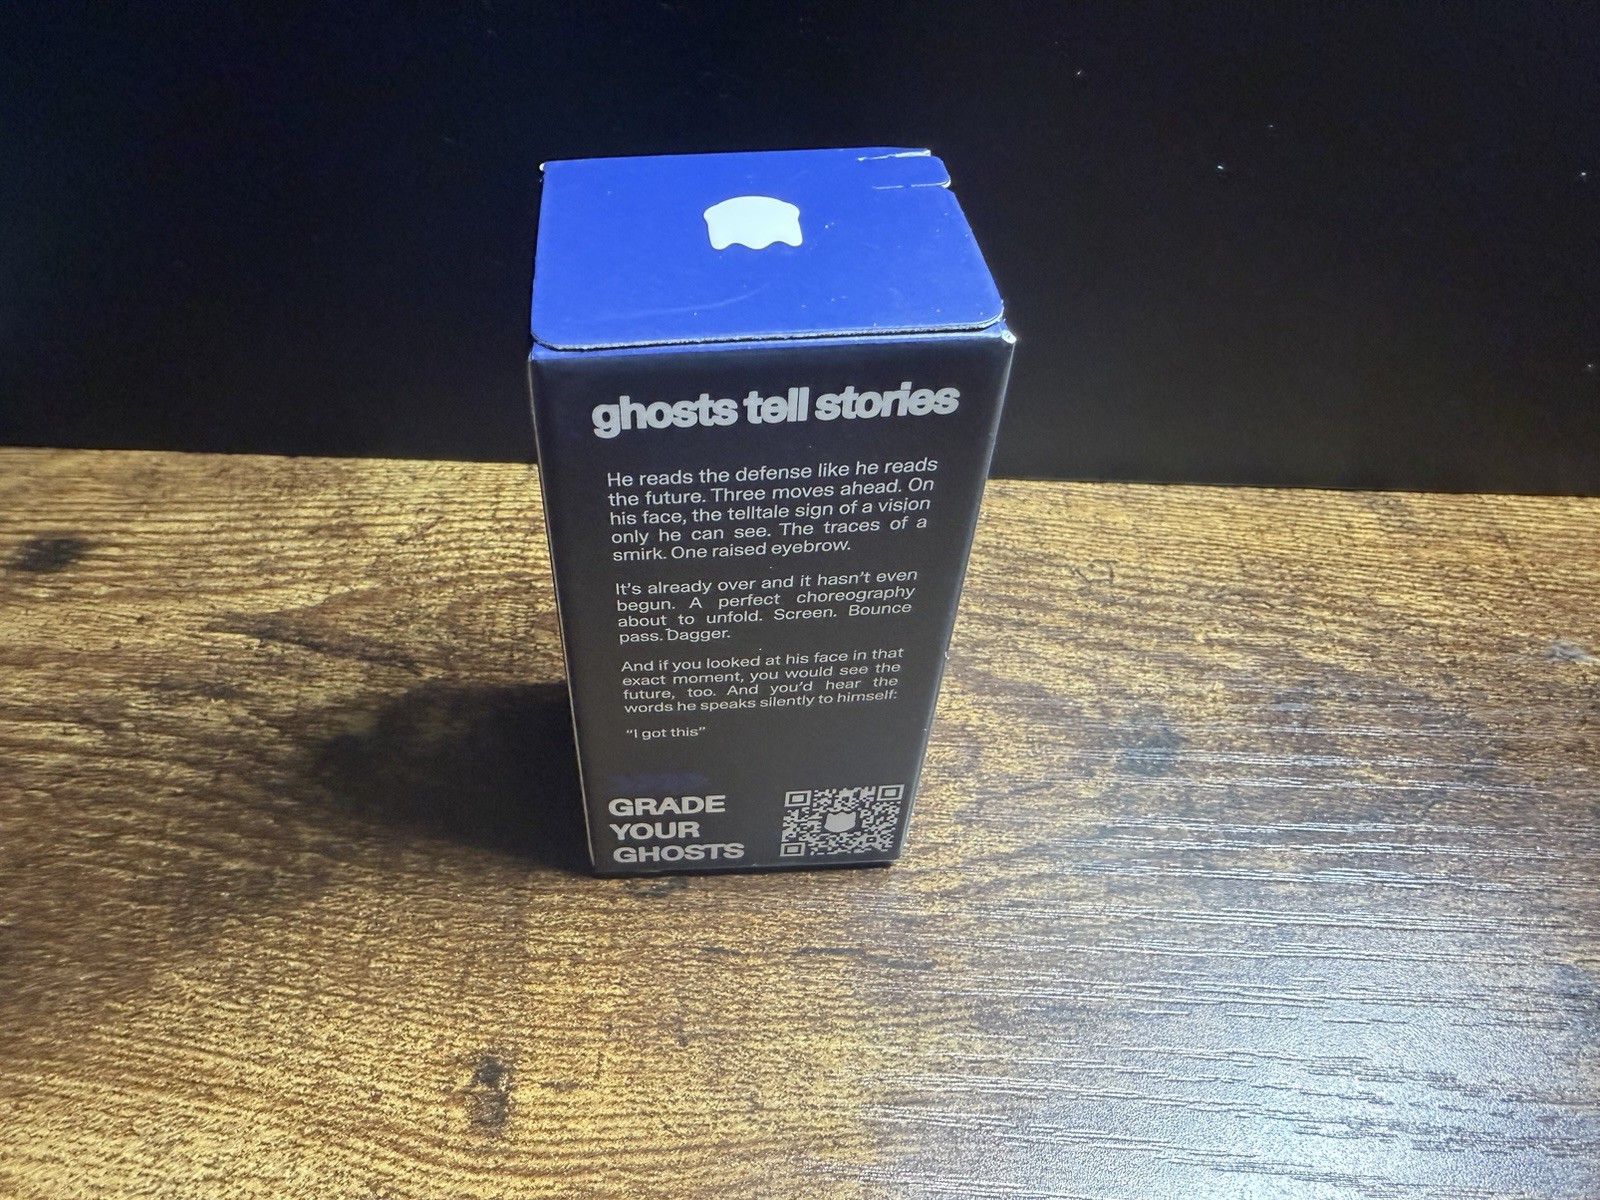 ghosts tell stories
He reads the defense like he reads
the future. Three moves ahead. On
his face, the telltale sign of a vision
only he can see. The traces of a
smirk. One raised eyebrow.
It's already over and it hasn't even
begun. A perfect choreography
about to unfold. Screen. Bounce
pass. Dagger.
And if you looked at his face in that
exact moment, you would see the
future, too. And you'd hear the
words he speaks silently to himself:
“I got this”
GRADE
YOUR
GHOSTS